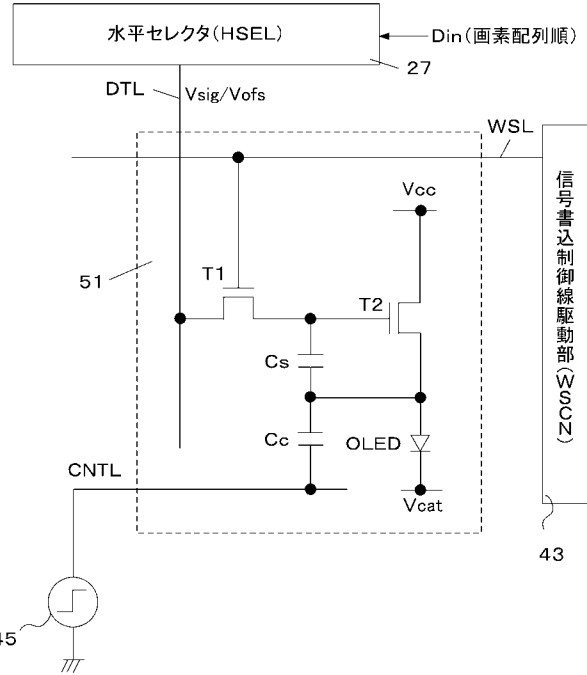 水平セレクタ(HSEL)
Din(画素配列順)
27
DTL
Vsig/Vofs
WSL
Vcc
信号書込制御線駆動部(WSCN)
51
T1
T2
Cs
Cc
OLED
CNTL
Vcat
43
45